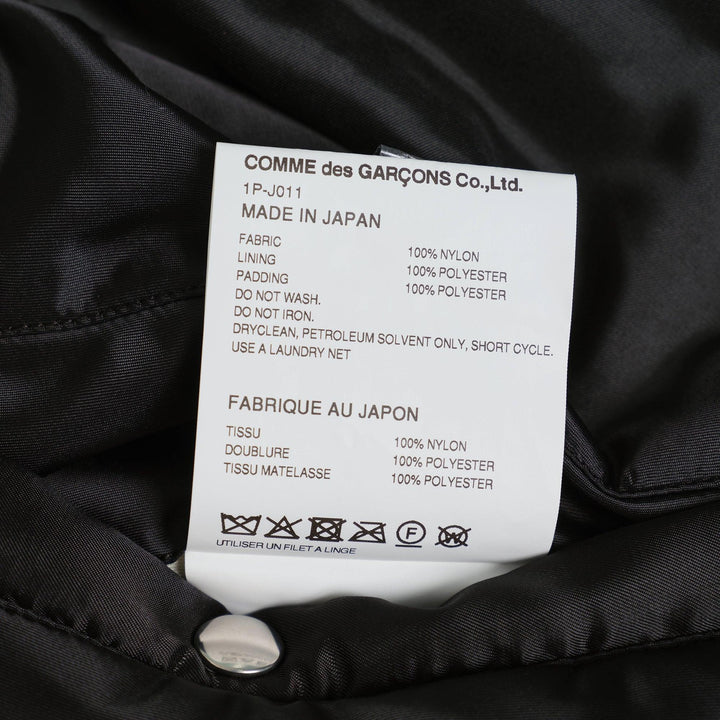 COMME des GARÇONS Co.,Ltd.
1P-J011
MADE IN JAPAN
FABRIC 100% NYLON
LINING 100% POLYESTER
PADDING 100% POLYESTER
DO NOT WASH.
DO NOT IRON.
DRYCLEAN, PETROLEUM SOLVENT ONLY, SHORT CYCLE.
USE A LAUNDRY NET
FABRIQUE AU JAPON
TISSU 100% NYLON
DOUBLURE 100% POLYESTER
TISSU MATELASSE 100% POLYESTER
F W
UTILISER UN FILET A LINGE